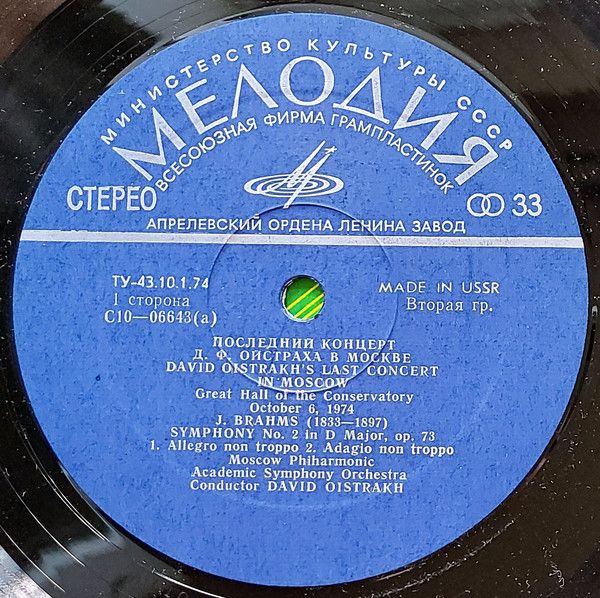 МИНИСТЕРСТВО КУЛЬТУРЫ СССР
МЕЛОДИЯ
ВСЕСОЮЗНАЯ ФИРМА ГРАМПЛАСТИНОК
СТЕРЕО
33
АПРЕЛЕВСКИЙ ОРДЕНА ЛЕНИНА ЗАВОД
ТУ-43.10.1.74
MADE IN USSR
I сторона
Вторая гр.
С10—06643(а)
ПОСЛЕДНИЙ КОНЦЕРТ
Д. Ф. ОЙСТРАХА В МОСКВЕ
DAVID OISTRAKH'S LAST CONCERT
IN MOSCOW
Great Hall of the Conservatory
October 6, 1974
J. BRAHMS (1833—1897)
SYMPHONY No. 2 in D Major, op. 73
1. Allegro non troppo 2. Adagio non troppo
Moscow Philharmonic
Academic Symphony Orchestra
Conductor DAVID OISTRAKH